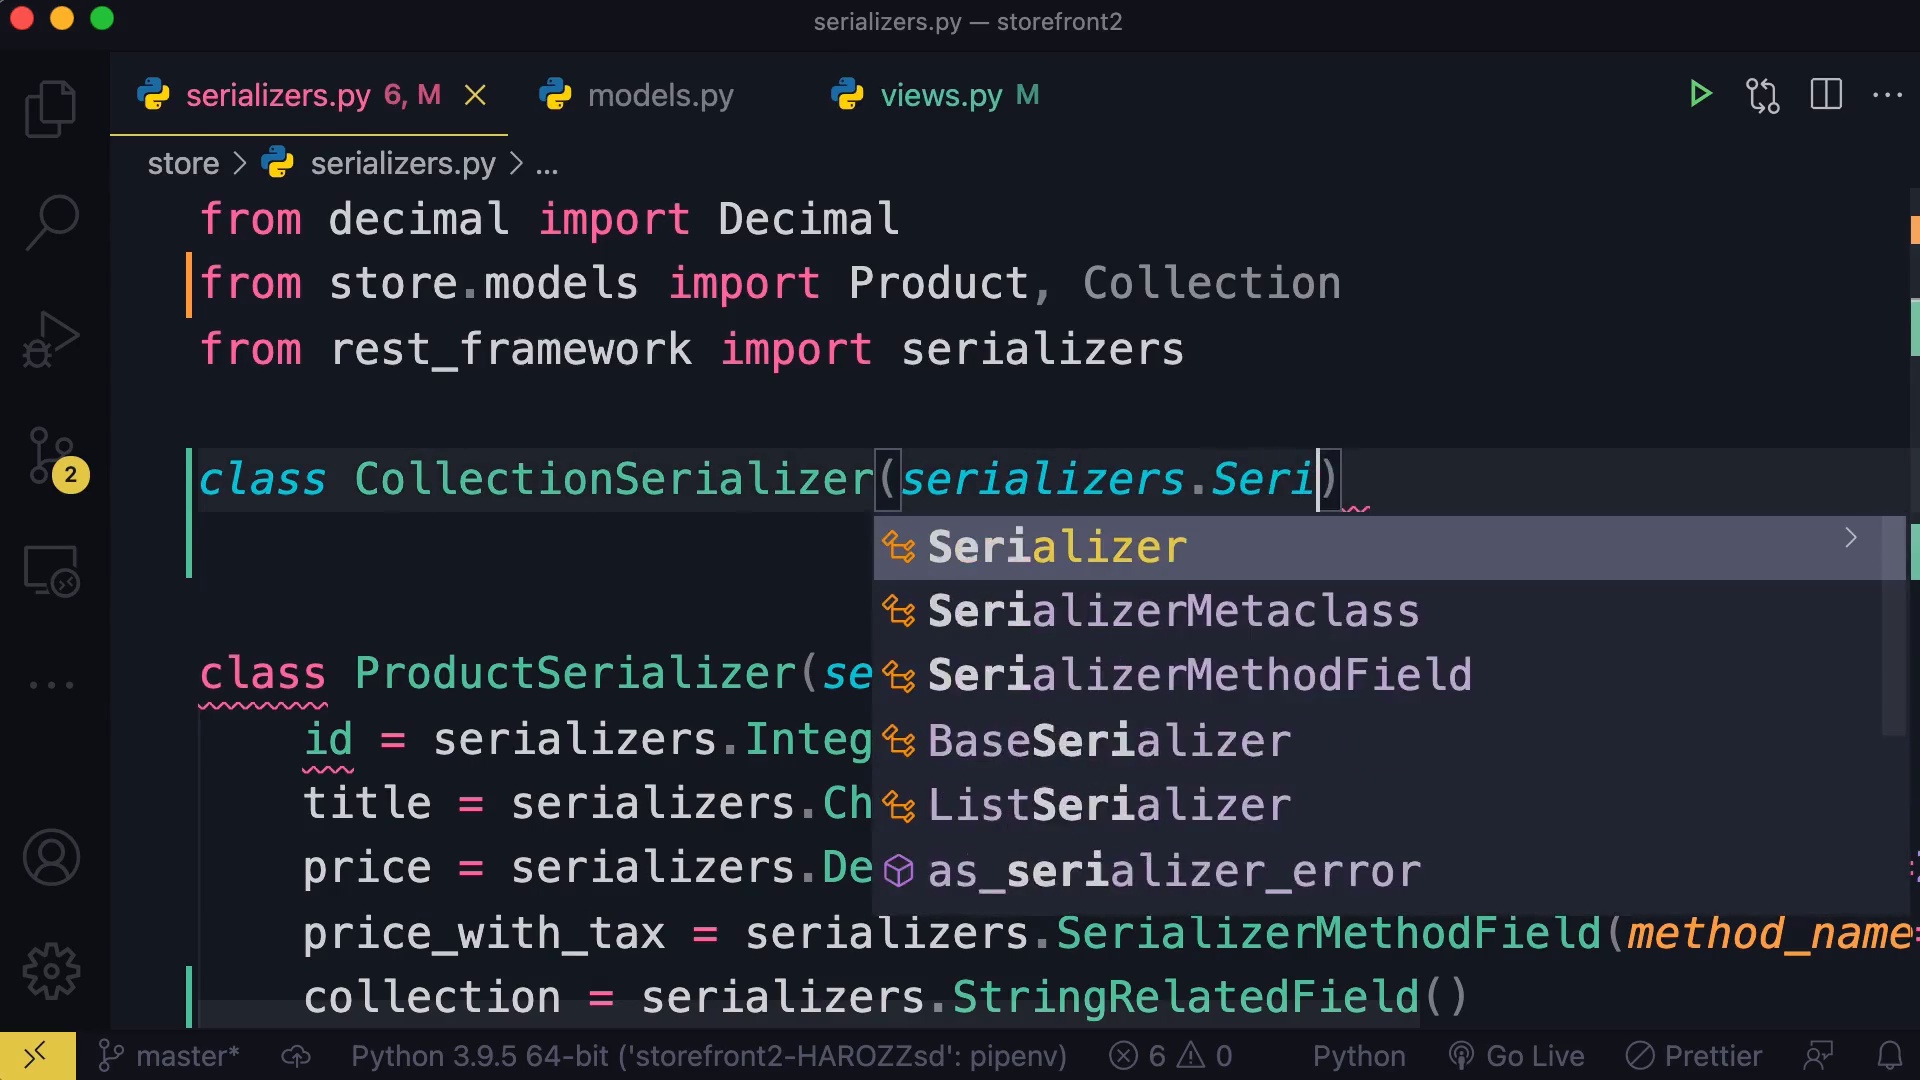 serializers.py — storefront2
serializers.py 6, M
models.py
views.py M
store > serializers.py > ...
from decimal import Decimal
from store.models import Product, Collection
from rest_framework import serializers
class CollectionSerializer(serializers.Seri)
Serializer
SerializerMetaclass
SerializerMethodField
BaseSerializer
ListSerializer
as_serializer_error
class ProductSerializer(se
id = serializers.Integ
title = serializers.Ch
price = serializers.De
price_with_tax = serializers.SerializerMethodField(method_name=
collection = serializers.StringRelatedField()
2
master*
Python 3.9.5 64-bit ('storefront2-HAROZZsd': pipenv)
6
0
Python
Go Live
Prettier